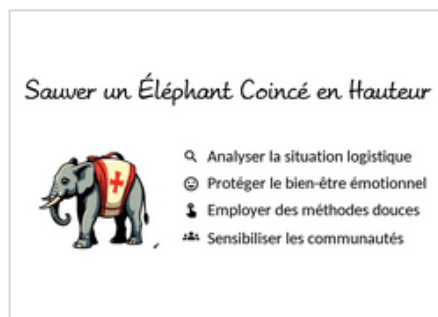 Sauver un Éléphant Coincé en Hauteur
Analyser la situation logistique
Protéger le bien-être émotionnel
Employer des méthodes douces
Sensibiliser les communautés